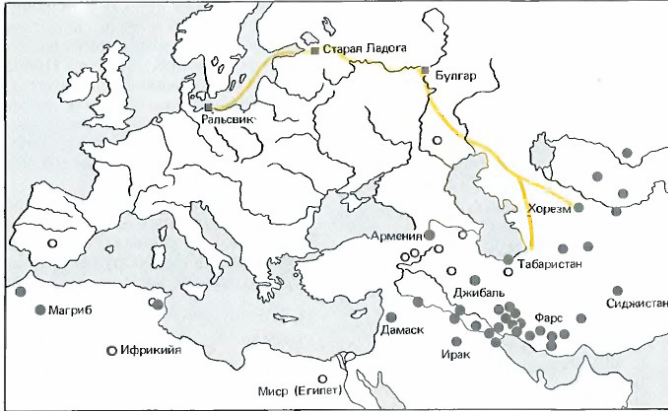 Старая Ладога
Булгар
Ральсвик
Хорезм
Армения
Табаристан
Джибаль
Сиджистан
Магриб
Фарс
Дамаск
Ирак
Ифрикийя
Миср (Египет)